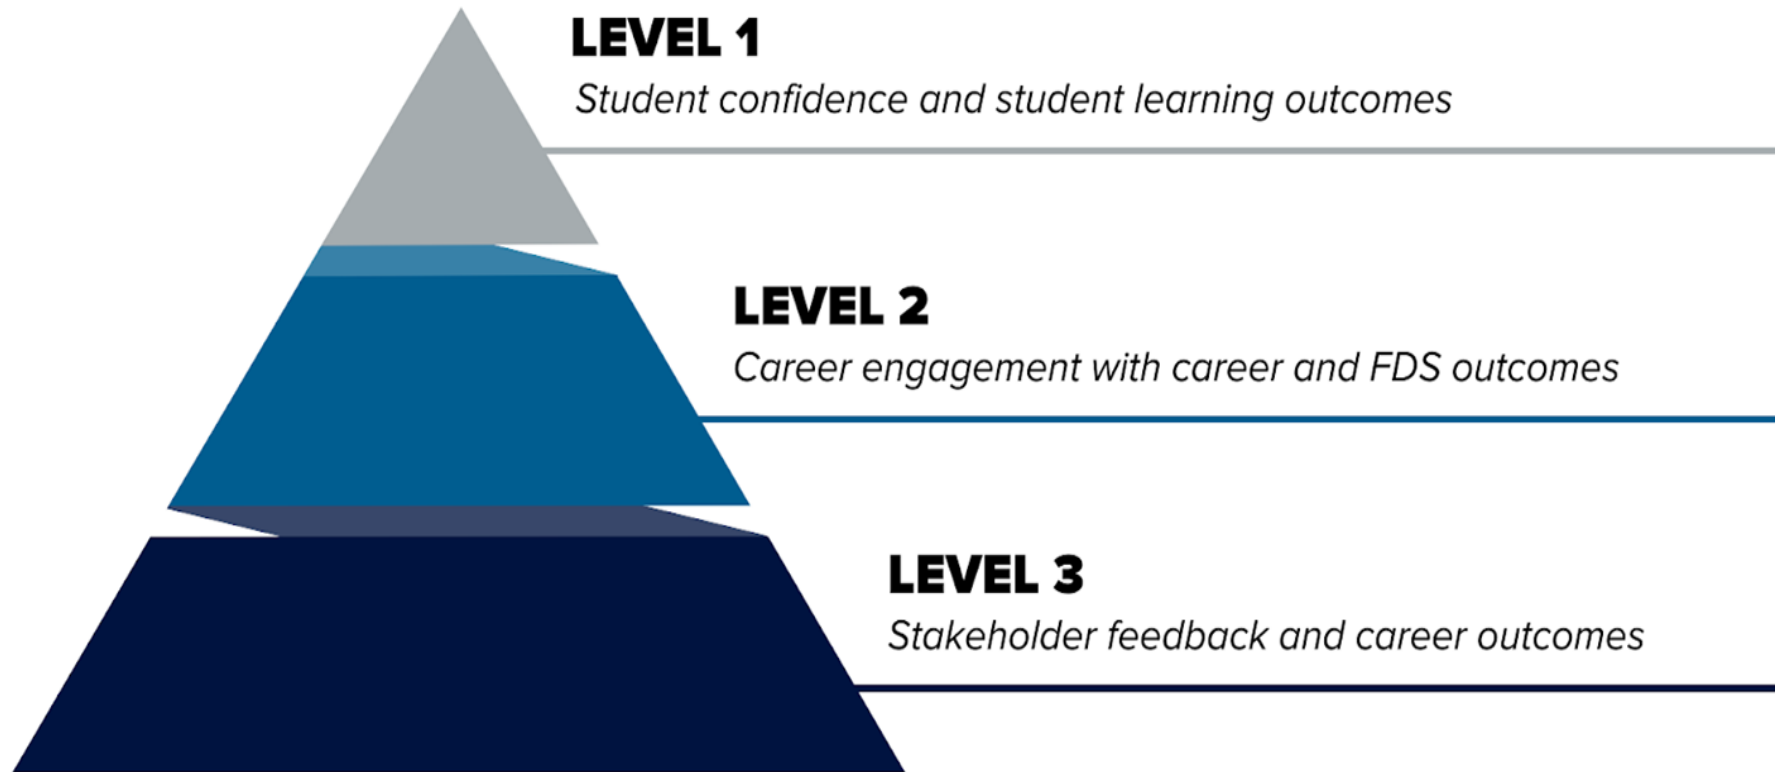 LEVEL 1
Student confidence and student learning outcomes
LEVEL 2
Career engagement with career and FDS outcomes
LEVEL 3
Stakeholder feedback and career outcomes